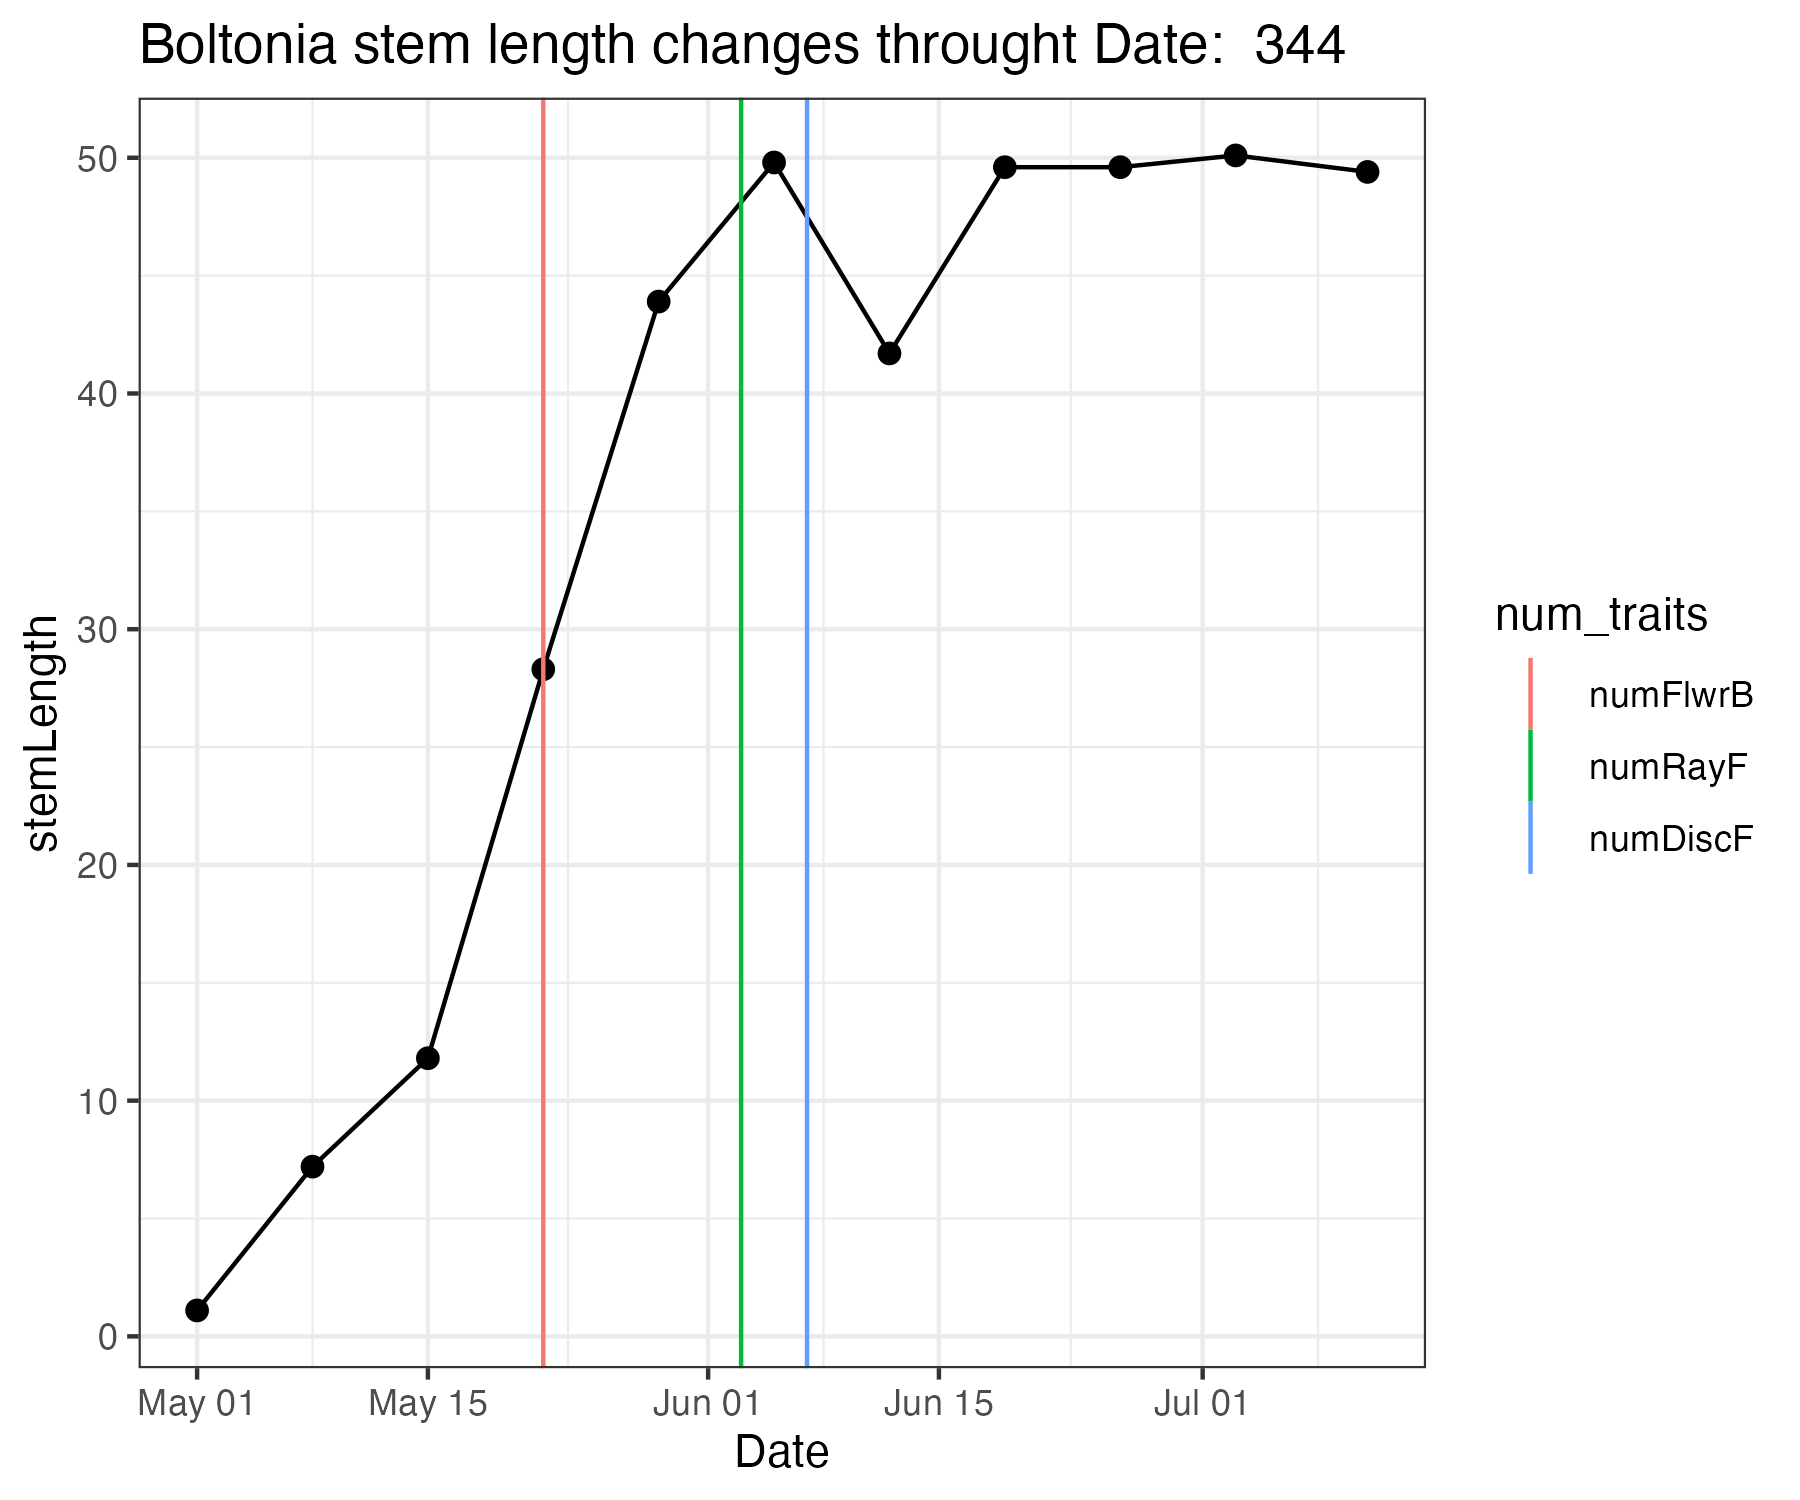 Boltonia stem length changes throught Date:  344
50
40
30
20
10
0
stemLength
May 01
May 15
Jun 01
Jun 15
Jul 01
Date
num_traits
numFlwrB
numRayF
numDiscF